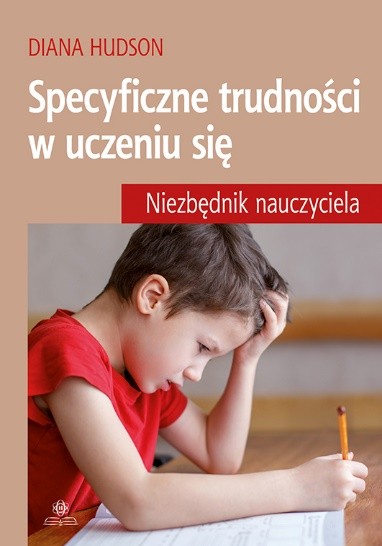 DIANA HUDSON
Specyficzne trudności
w uczeniu się
Niezbędnik nauczyciela